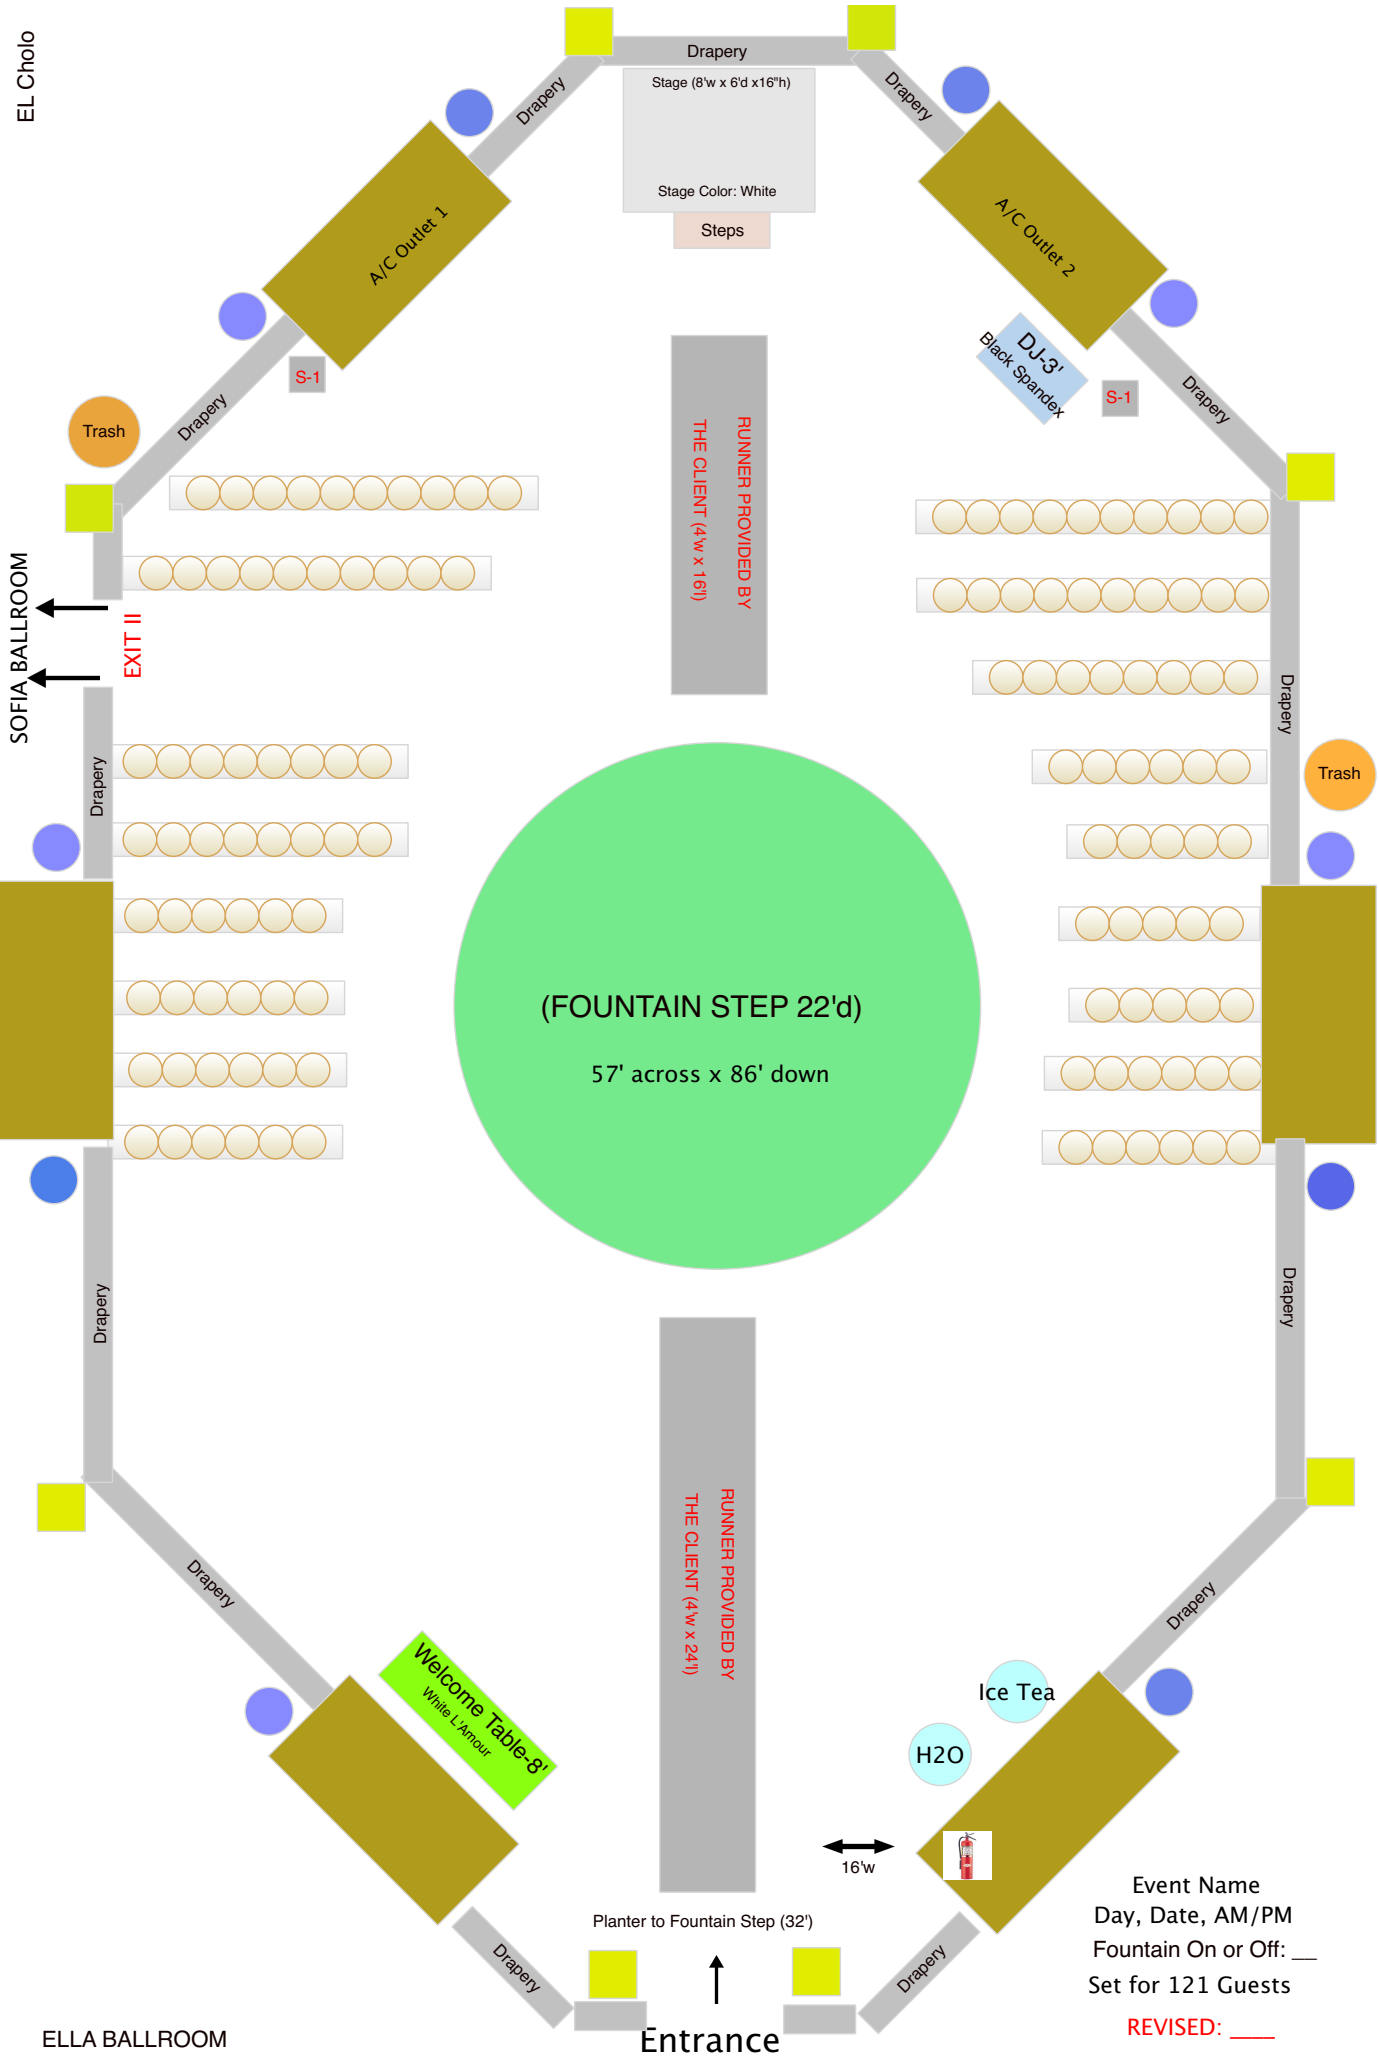 EL Cholo
Drapery
Stage (8'w x 6'd x16"h)
Stage Color: White
Steps
Drapery
Drapery
A/C Outlet 1
A/C Outlet 2
S-1
DJ-3'
Black Spandex
S-1
Trash
Drapery
Drapery
RUNNER PROVIDED BY
THE CLIENT (4'w x 16'l)
SOFIA BALLROOM
EXIT II
Drapery
Drapery
Trash
(FOUNTAIN STEP 22'd)
57' across x 86' down
Drapery
Drapery
RUNNER PROVIDED BY
THE CLIENT (4'w x 24'l)
Drapery
Drapery
Welcome Table-8'
White L'Amour
Ice Tea
H2O
16'w
Planter to Fountain Step (32')
Drapery
Drapery
Entrance
ELLA BALLROOM
Event Name
Day, Date, AM/PM
Fountain On or Off: __
Set for 121 Guests
REVISED: ____